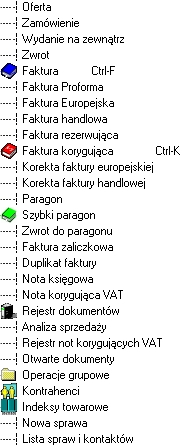 Oferta
Zamówienie
Wydanie na zewnątrz
Zwrot
Faktura Ctrl-F
Faktura Proforma
Faktura Europejska
Faktura handlowa
Faktura rezerwująca
Faktura korygująca Ctrl-K
Korekta faktury europejskiej
Korekta faktury handlowej
Paragon
Szybki paragon
Zwrot do paragonu
Faktura zaliczkowa
Duplikat faktury
Nota księgowa
Nota korygująca VAT
Rejestr dokumentów
Analiza sprzedaży
Rejestr not korygujących VAT
Otwarte dokumenty
Operacje grupowe
Kontrahenci
Indeksy towarowe
Nowa sprawa
Lista spraw i kontaktów